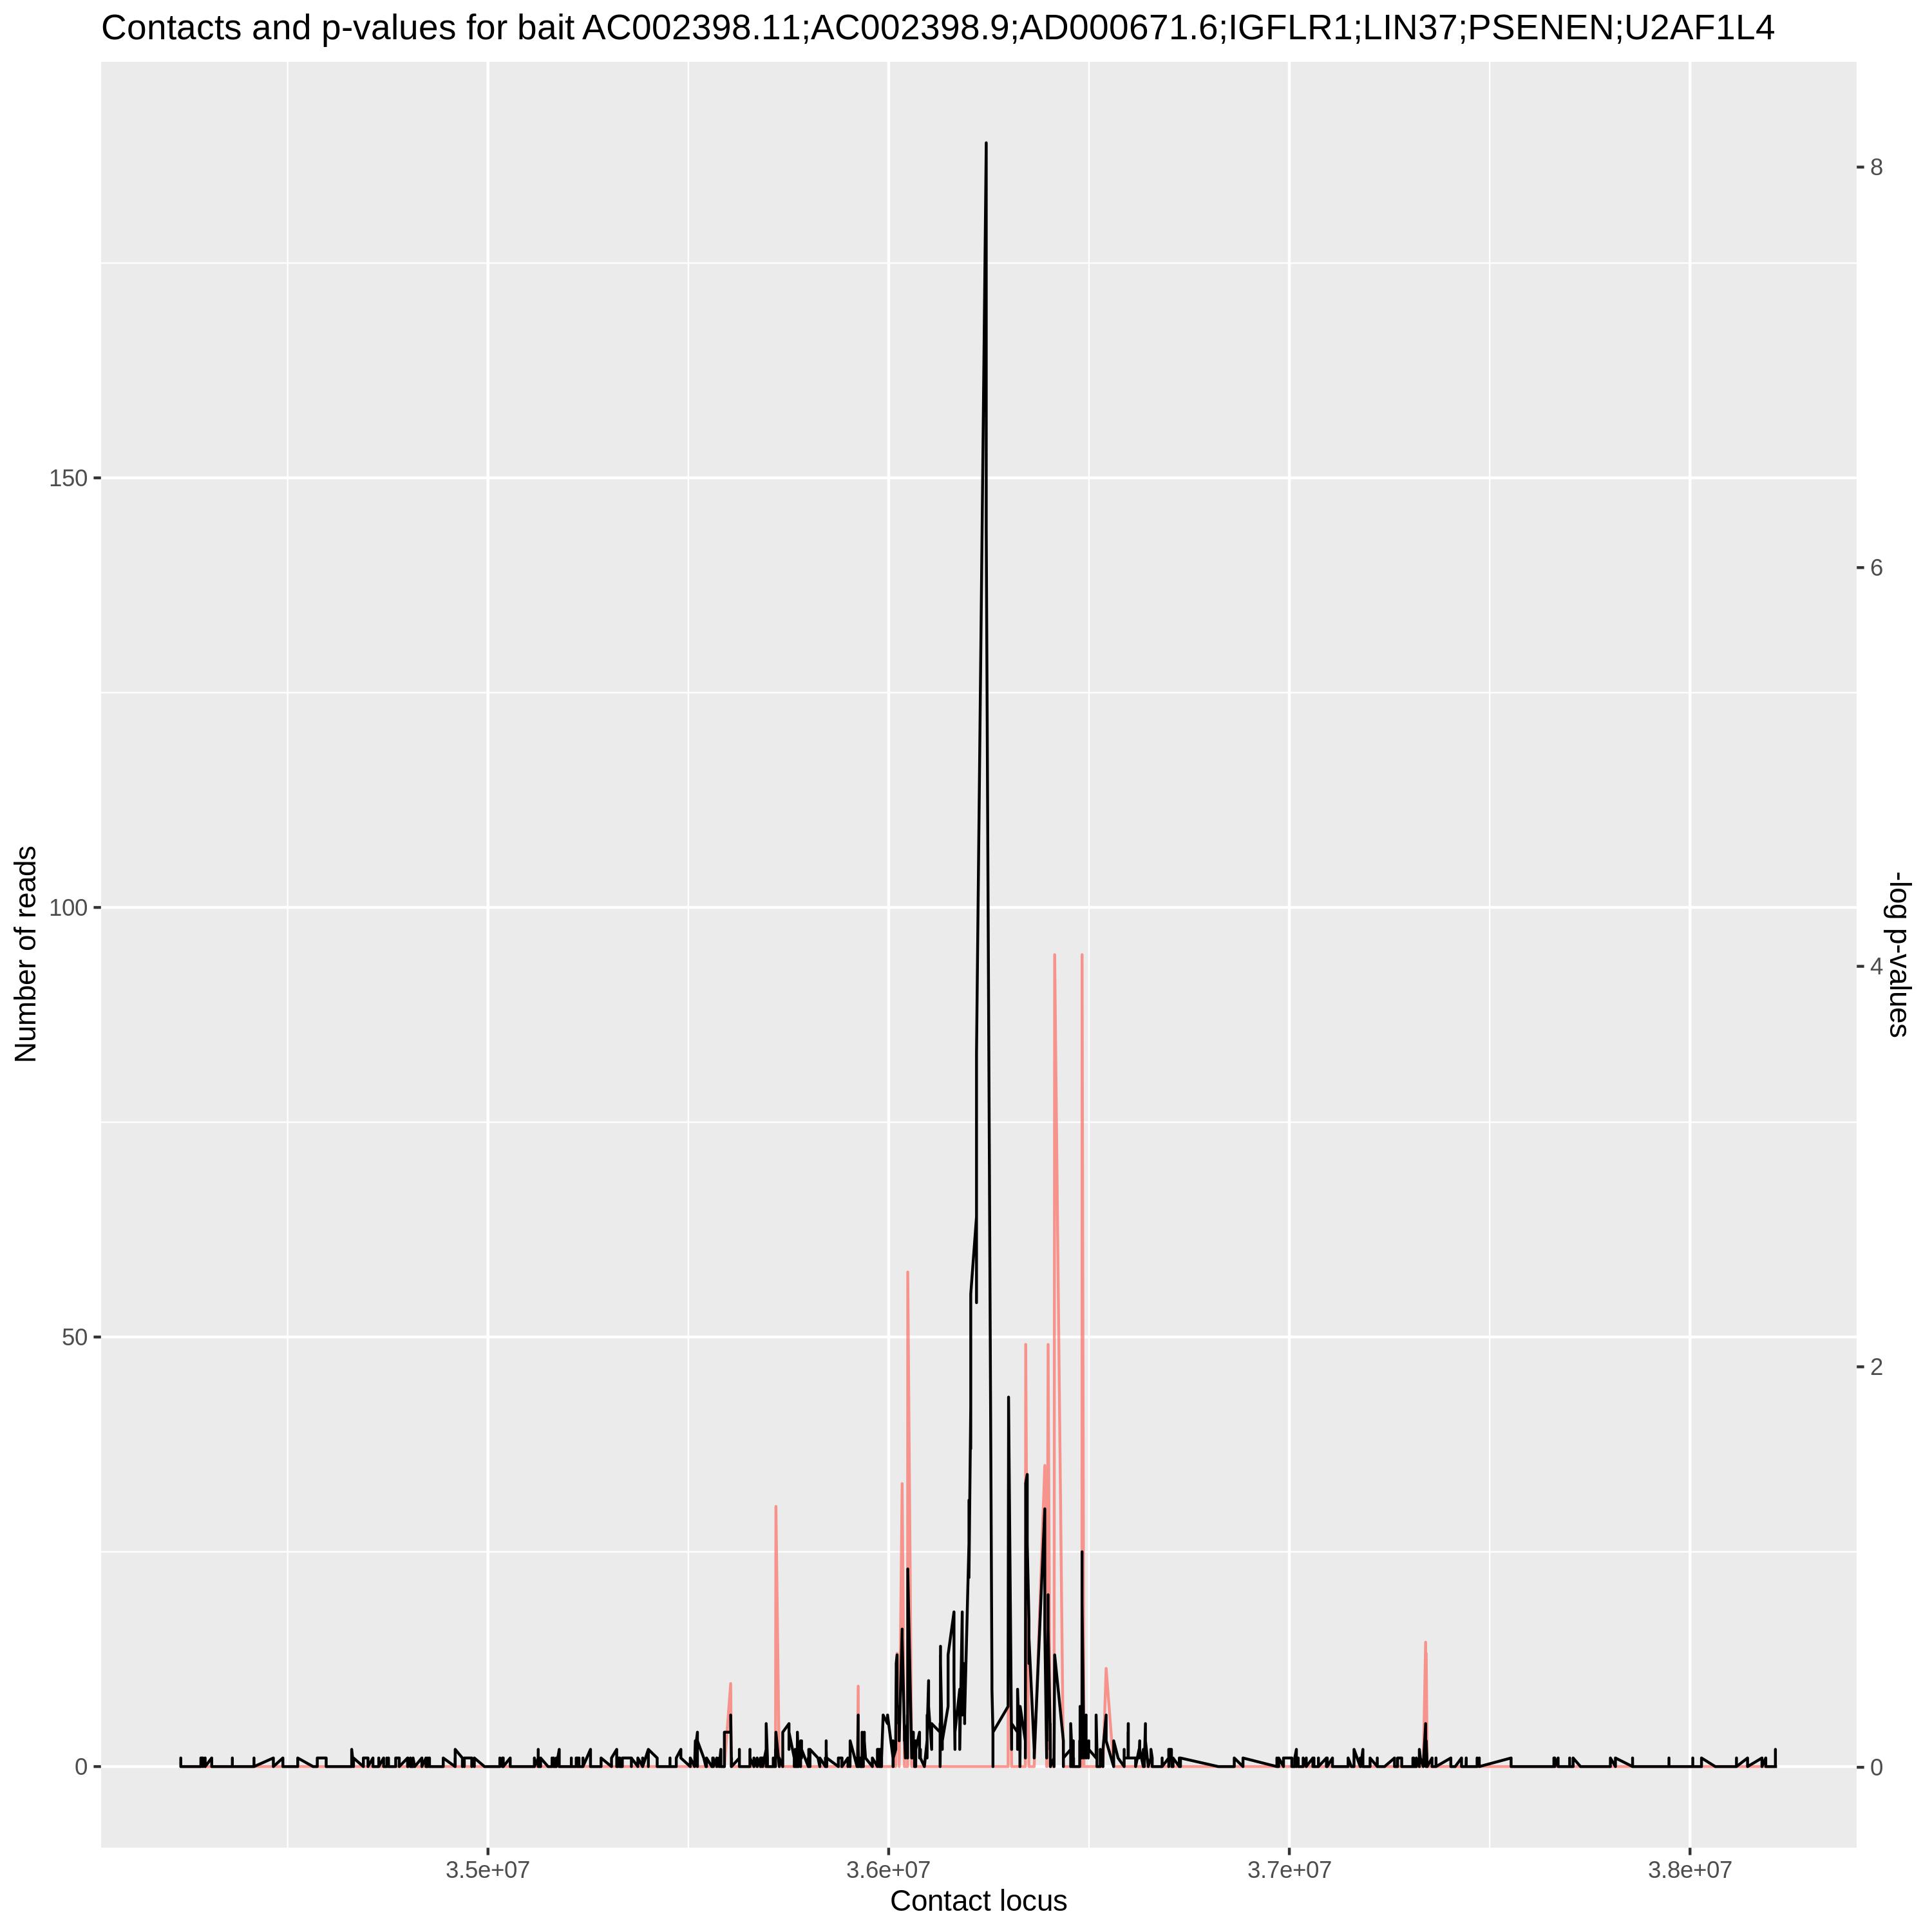 Contacts and p-values for bait AC002398.11;AC002398.9;AD000671.6;IGFLR1;LIN37;PSENEN;U2AF1L4
8
150
6
Number of reads
100
-log p-values
4
50
2
0
0
3.5e+07
3.6e+07
3.7e+07
3.8e+07
Contact locus